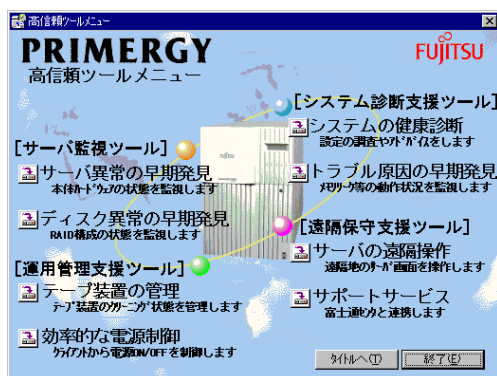 高信頼ツールメニュー
PRIMERGY
高信頼ツールメニュー
FUJITSU
[サーバ監視ツール]
サーバ異常の早期発見
本体ハードウェアの状態を監視します
ディスク異常の早期発見
RAID構成の状態を監視します
[運用管理支援ツール]
テープ装置の管理
テープ装置のクリーニング状態を管理します
効率的な電源制御
クライアントから電源ON/OFFを制御します
[システム診断支援ツール]
システムの健康診断
設定の調査やアドバイスをします
トラブル原因の早期発見
メモリリーク等の動作状況を監視します
[遠隔保守支援ツール]
サーバの遠隔操作
遠隔地のサーバ画面を操作します
サポートサービス
富士通センタと連携します
タイトルへ(T)
終了(E)